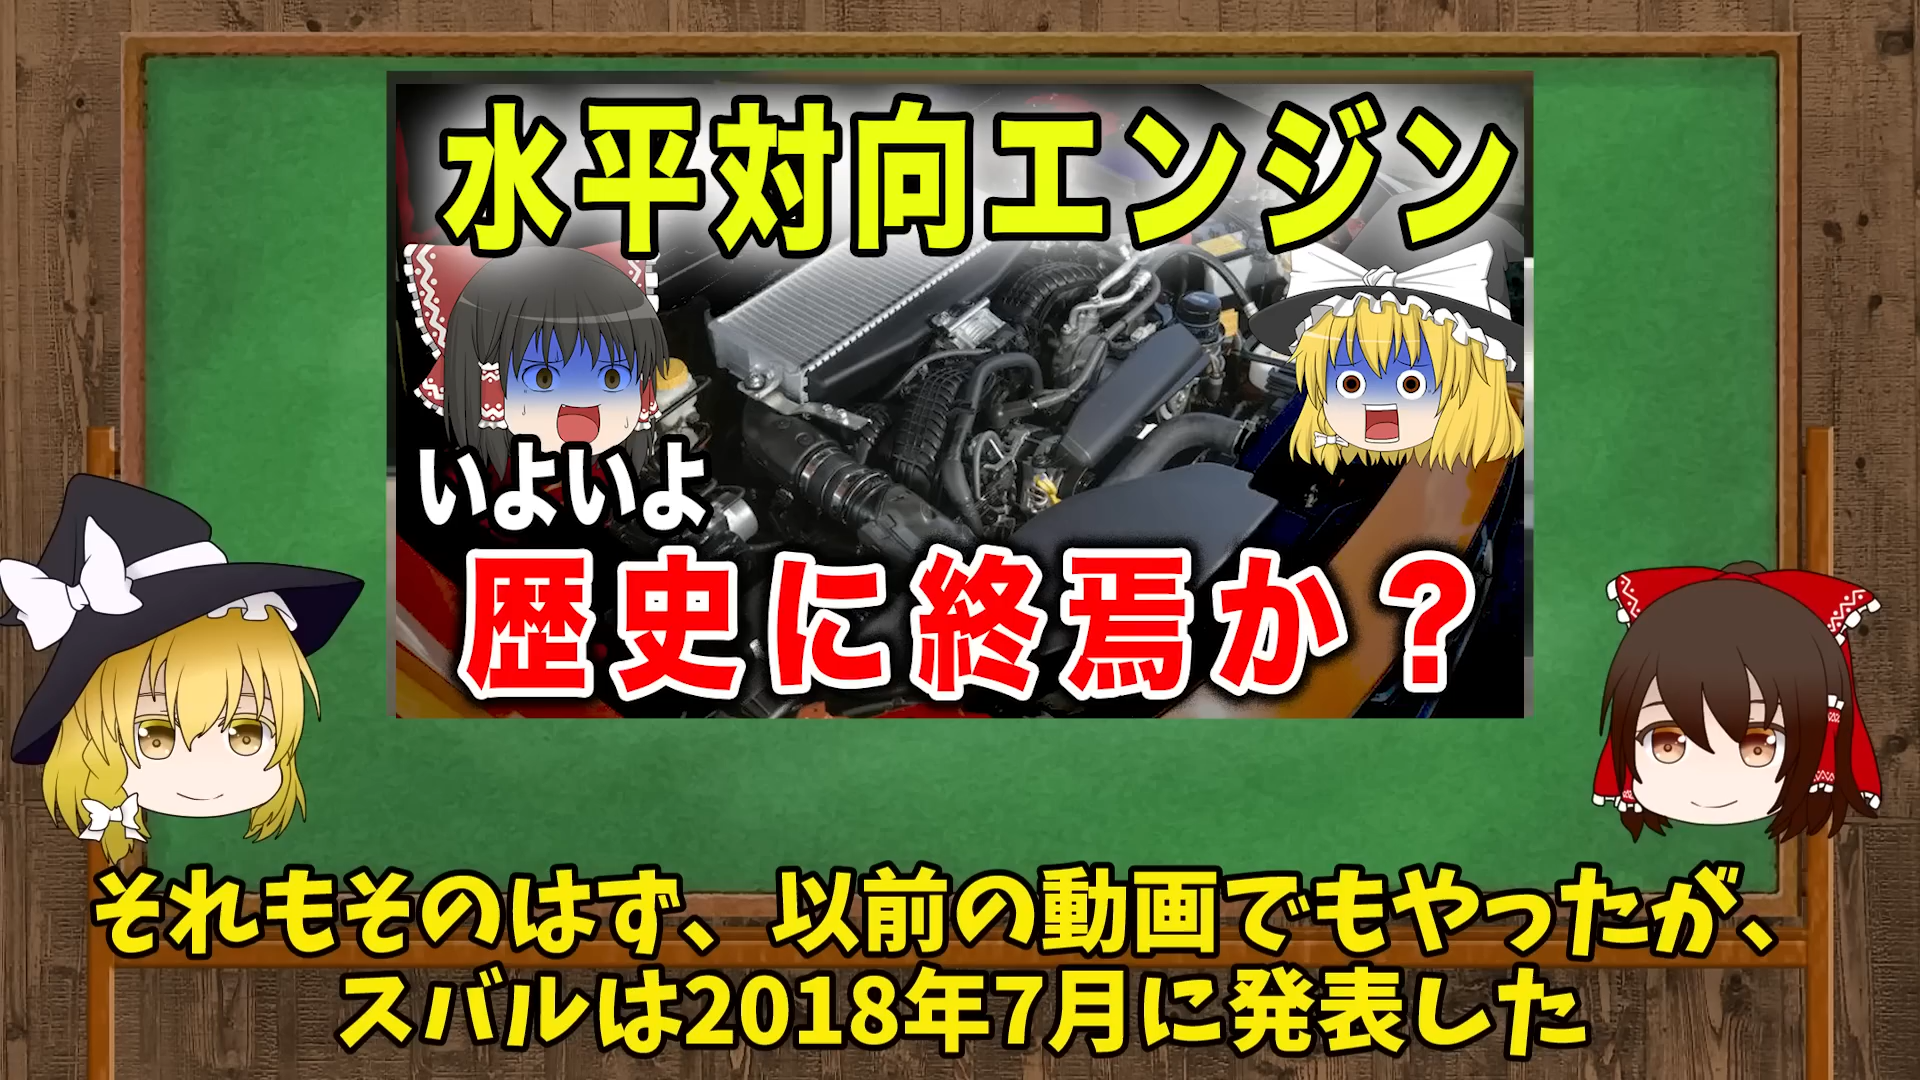 水平対向エンジン
いよいよ
歴史に終焉か？
それもそのはず、以前の動画でもやったが、
スバルは2018年7月に発表した